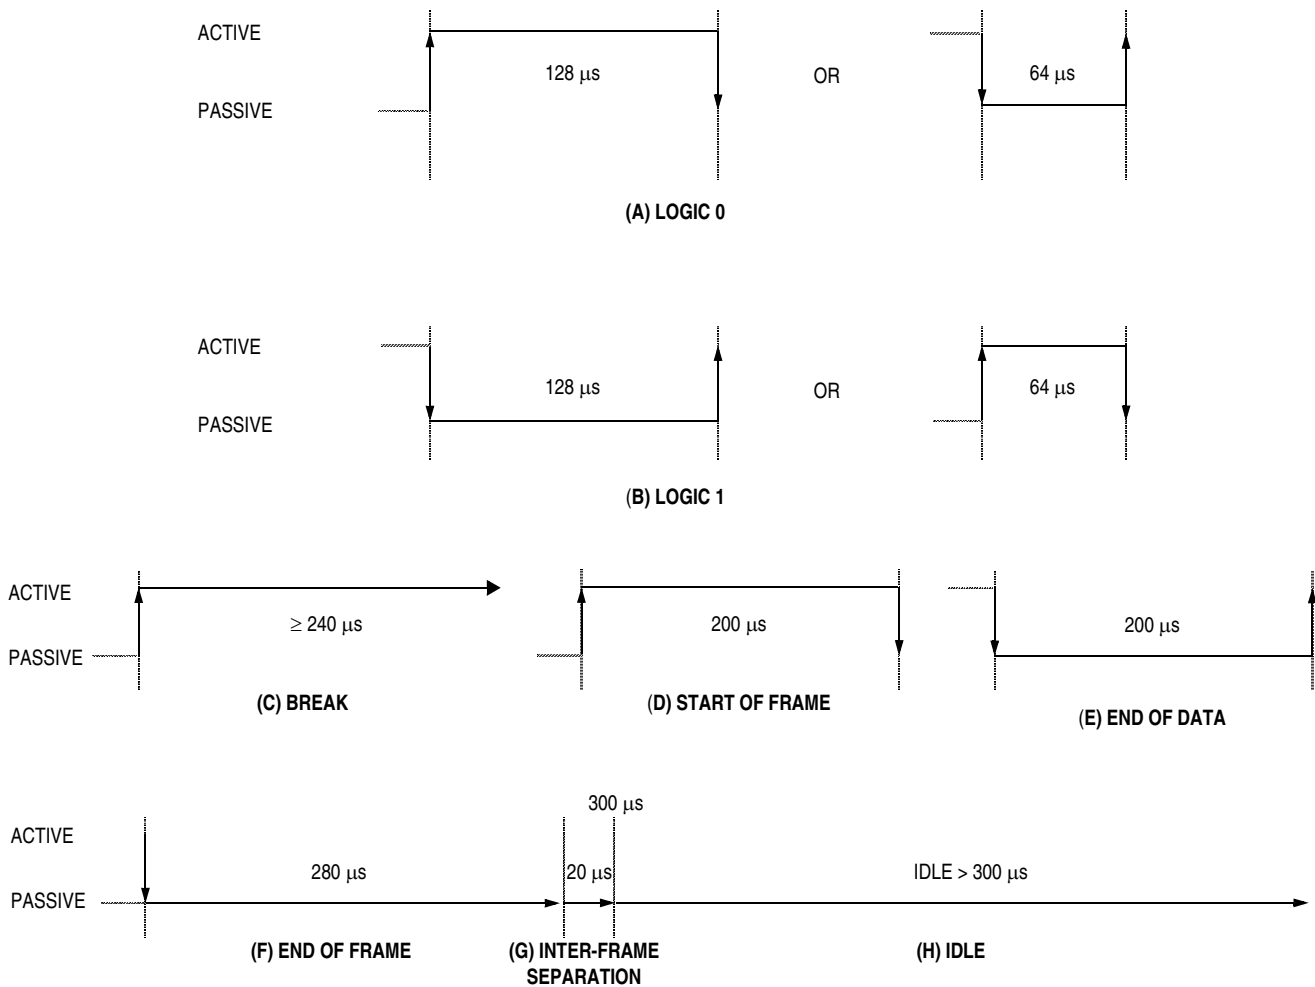 ACTIVE
128 µs
OR
64 µs
PASSIVE
(A) LOGIC 0
ACTIVE
128 µs
OR
64 µs
PASSIVE
(B) LOGIC 1
ACTIVE
≥ 240 µs
200 µs
200 µs
PASSIVE
(C) BREAK
(D) START OF FRAME
(E) END OF DATA
300 µs
ACTIVE
280 µs
20 µs
IDLE > 300 µs
PASSIVE
(F) END OF FRAME
(G) INTER-FRAME
SEPARATION
(H) IDLE